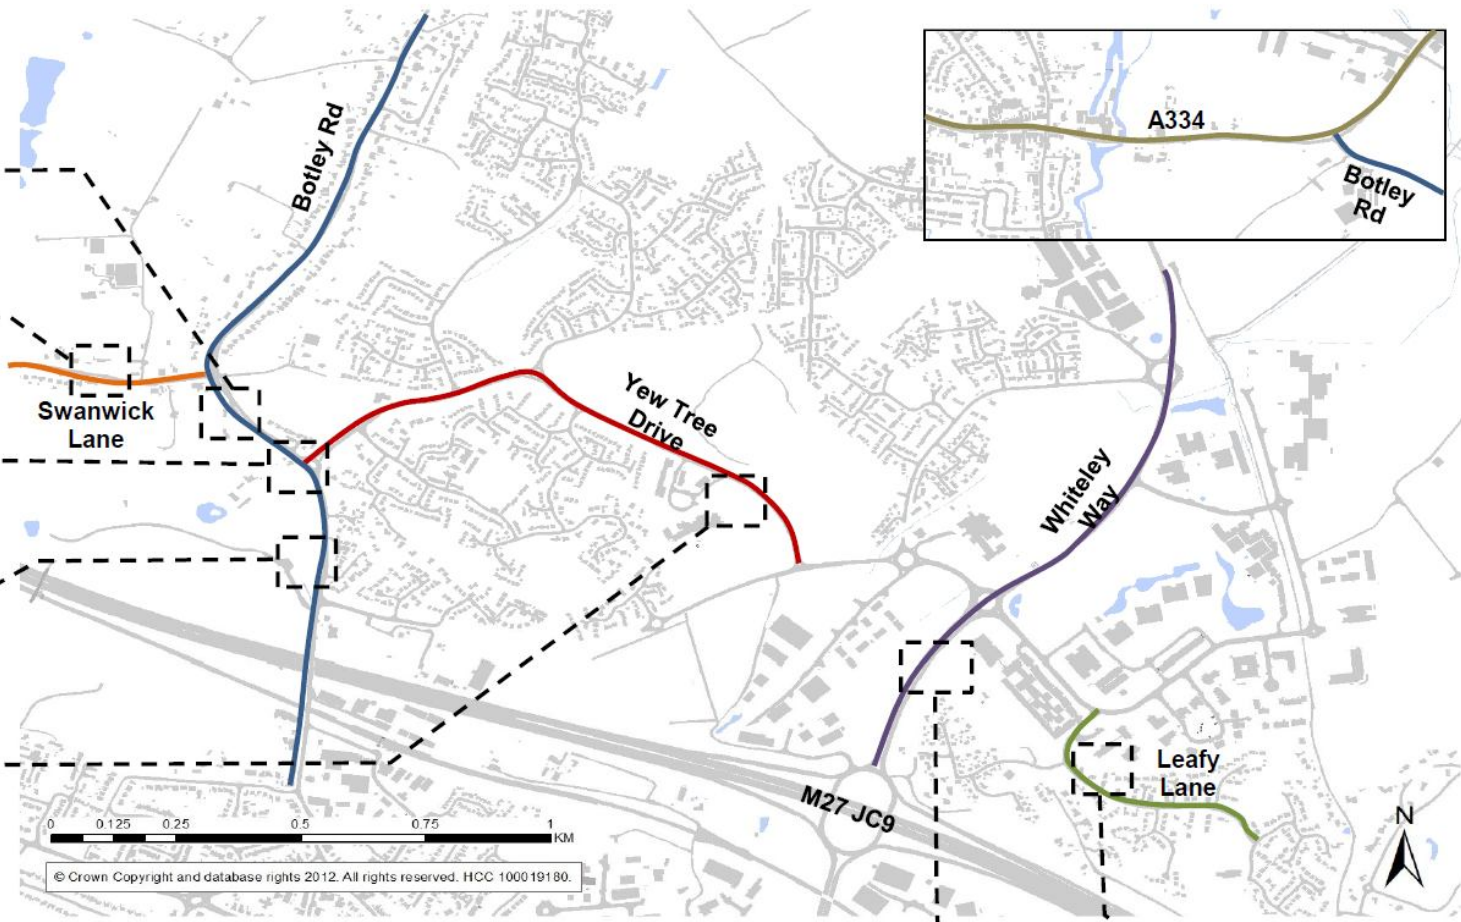 Botley Rd
A334
Botley
Rd
Swanwick
Lane
Yew Tree
Drive
Whiteley
Way
Leafy
Lane
M27 JC9
N
0 0.125 0.25 0.5 0.75 1
KM
© Crown Copyright and database rights 2012. All rights reserved. HCC 100019180.